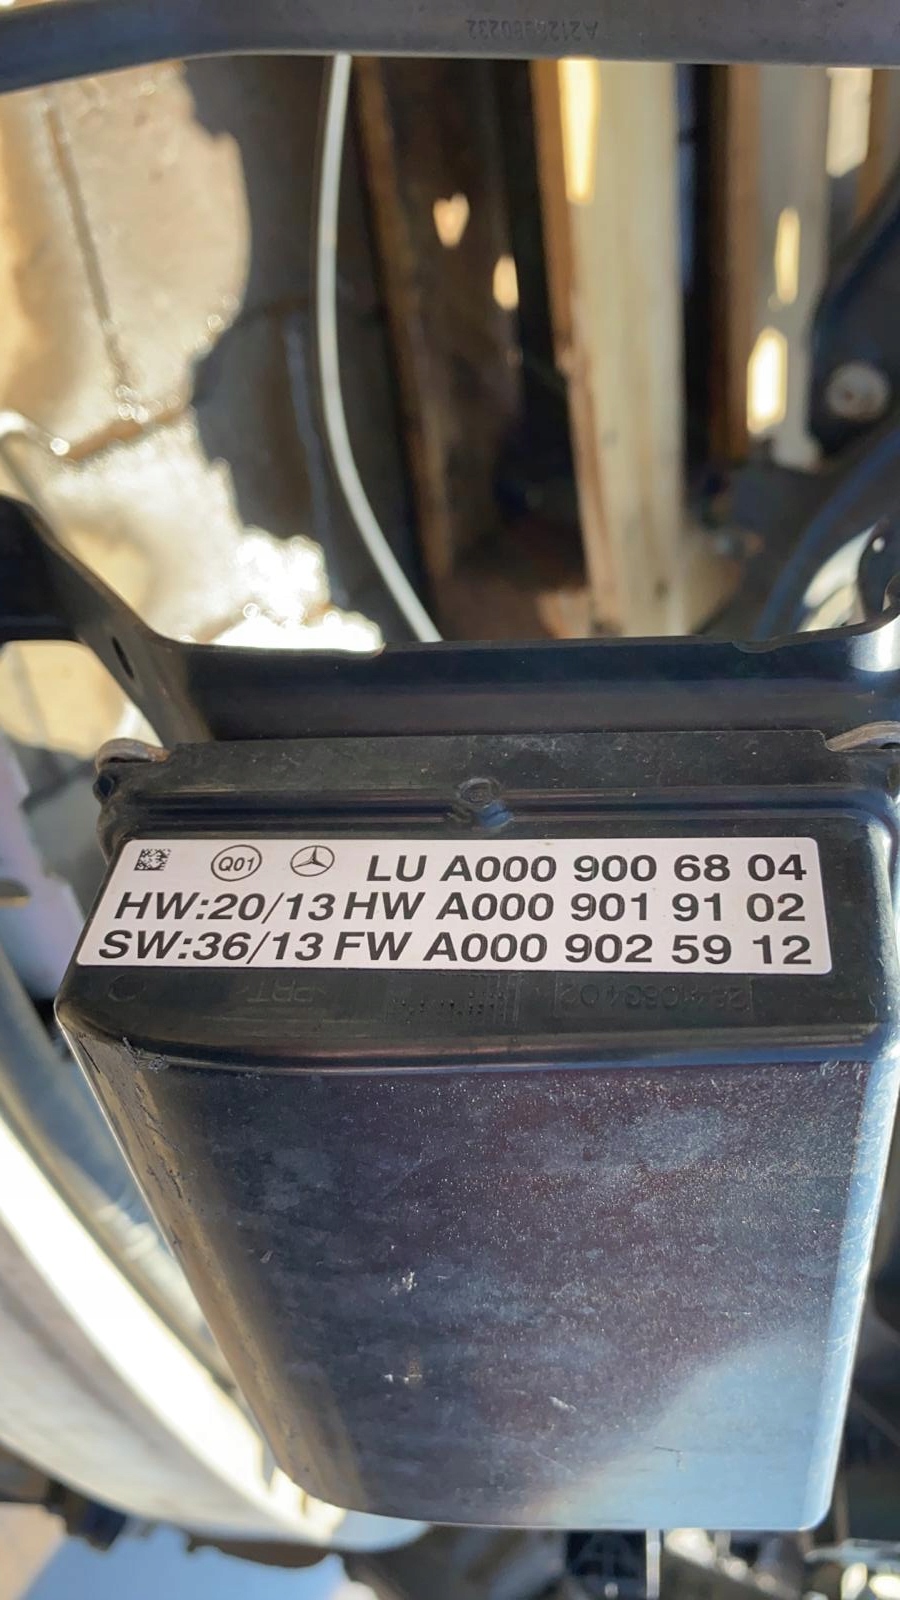 A2128980232
Q01 LU A000 900 68 04
HW:20/13 HW A000 901 91 02
SW:36/13 FW A000 902 59 12